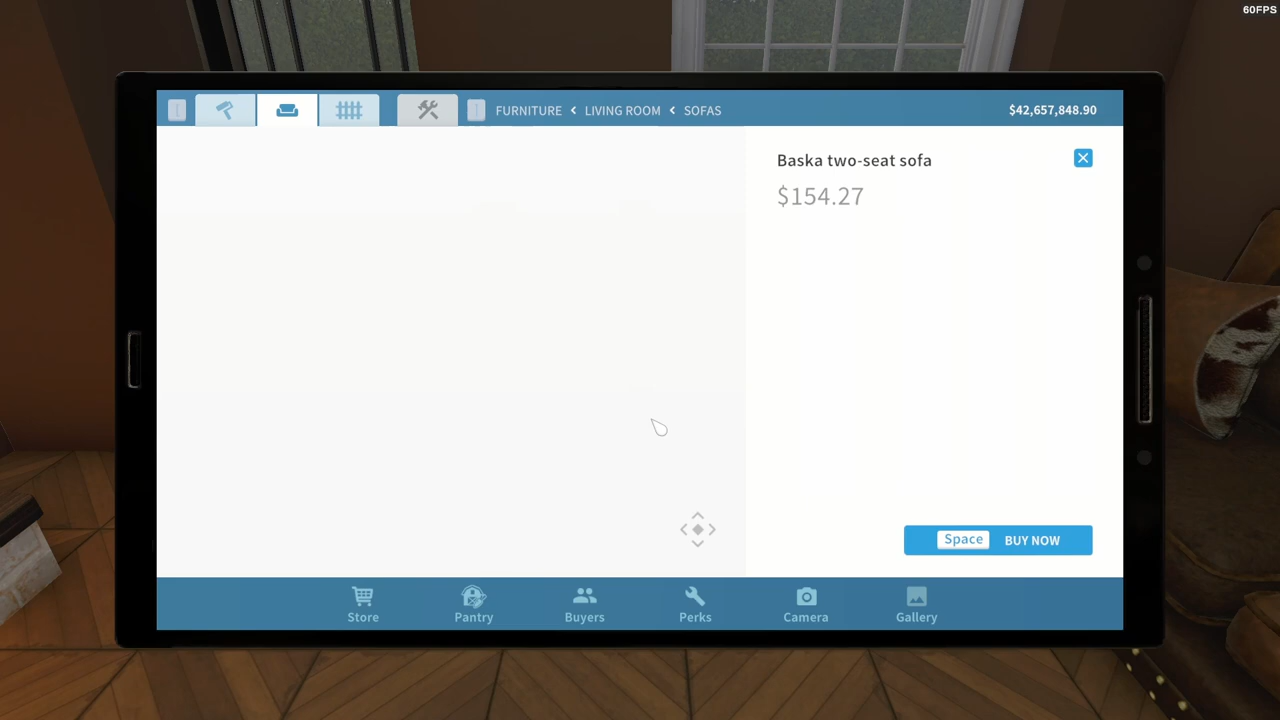 60FPS
FURNITURE < LIVING ROOM < SOFAS
$42,657,848.90
Baska two-seat sofa
$154.27
Space BUY NOW
Store
Pantry
Buyers
Perks
Camera
Gallery